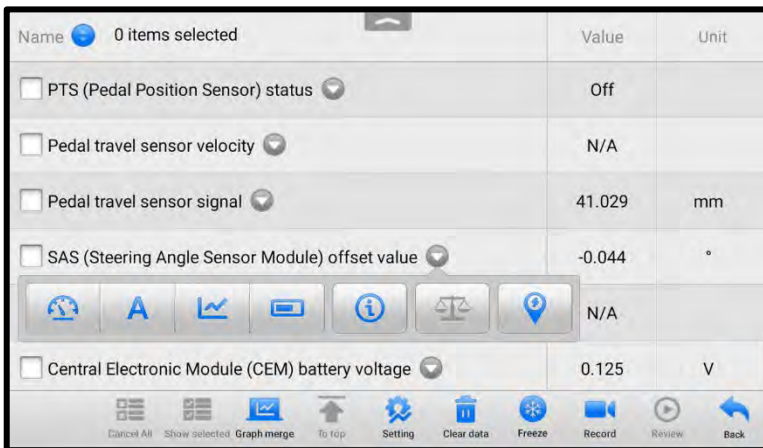 Name 0 items selected Value Unit
PTS (Pedal Position Sensor) status Off
Pedal travel sensor velocity N/A
Pedal travel sensor signal 41.029 mm
SAS (Steering Angle Sensor Module) offset value -0.044 °
A N/A
Central Electronic Module (CEM) battery voltage 0.125 V
Cancel All Show selected Graph merge To top Setting Clear data Freeze Record Review Back